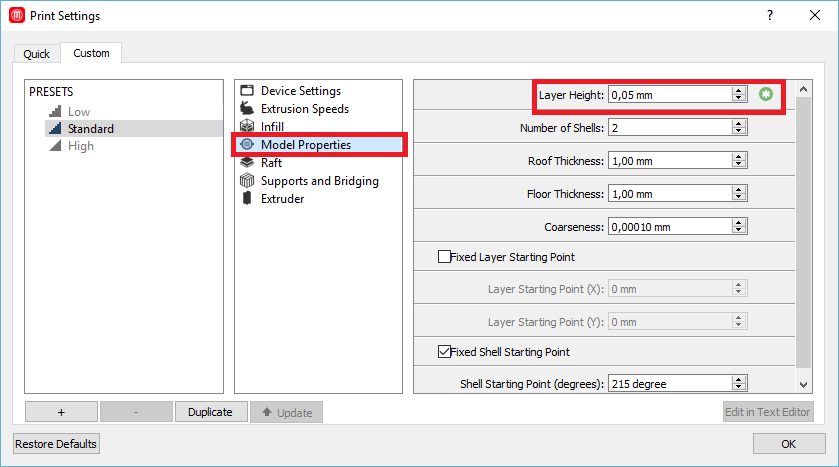 Print Settings
Quick
Custom
PRESETS
Low
Standard
High
Device Settings
Extrusion Speeds
Infill
Model Properties
Raft
Supports and Bridging
Extruder
Layer Height: 0,05 mm
Number of Shells: 2
Roof Thickness: 1,00 mm
Floor Thickness: 1,00 mm
Coarseness: 0,00010 mm
Fixed Layer Starting Point
Layer Starting Point (X): 0 mm
Layer Starting Point (Y): 0 mm
Fixed Shell Starting Point
Shell Starting Point (degrees): 215 degree
+
-
Duplicate
Update
Edit in Text Editor
Restore Defaults
OK